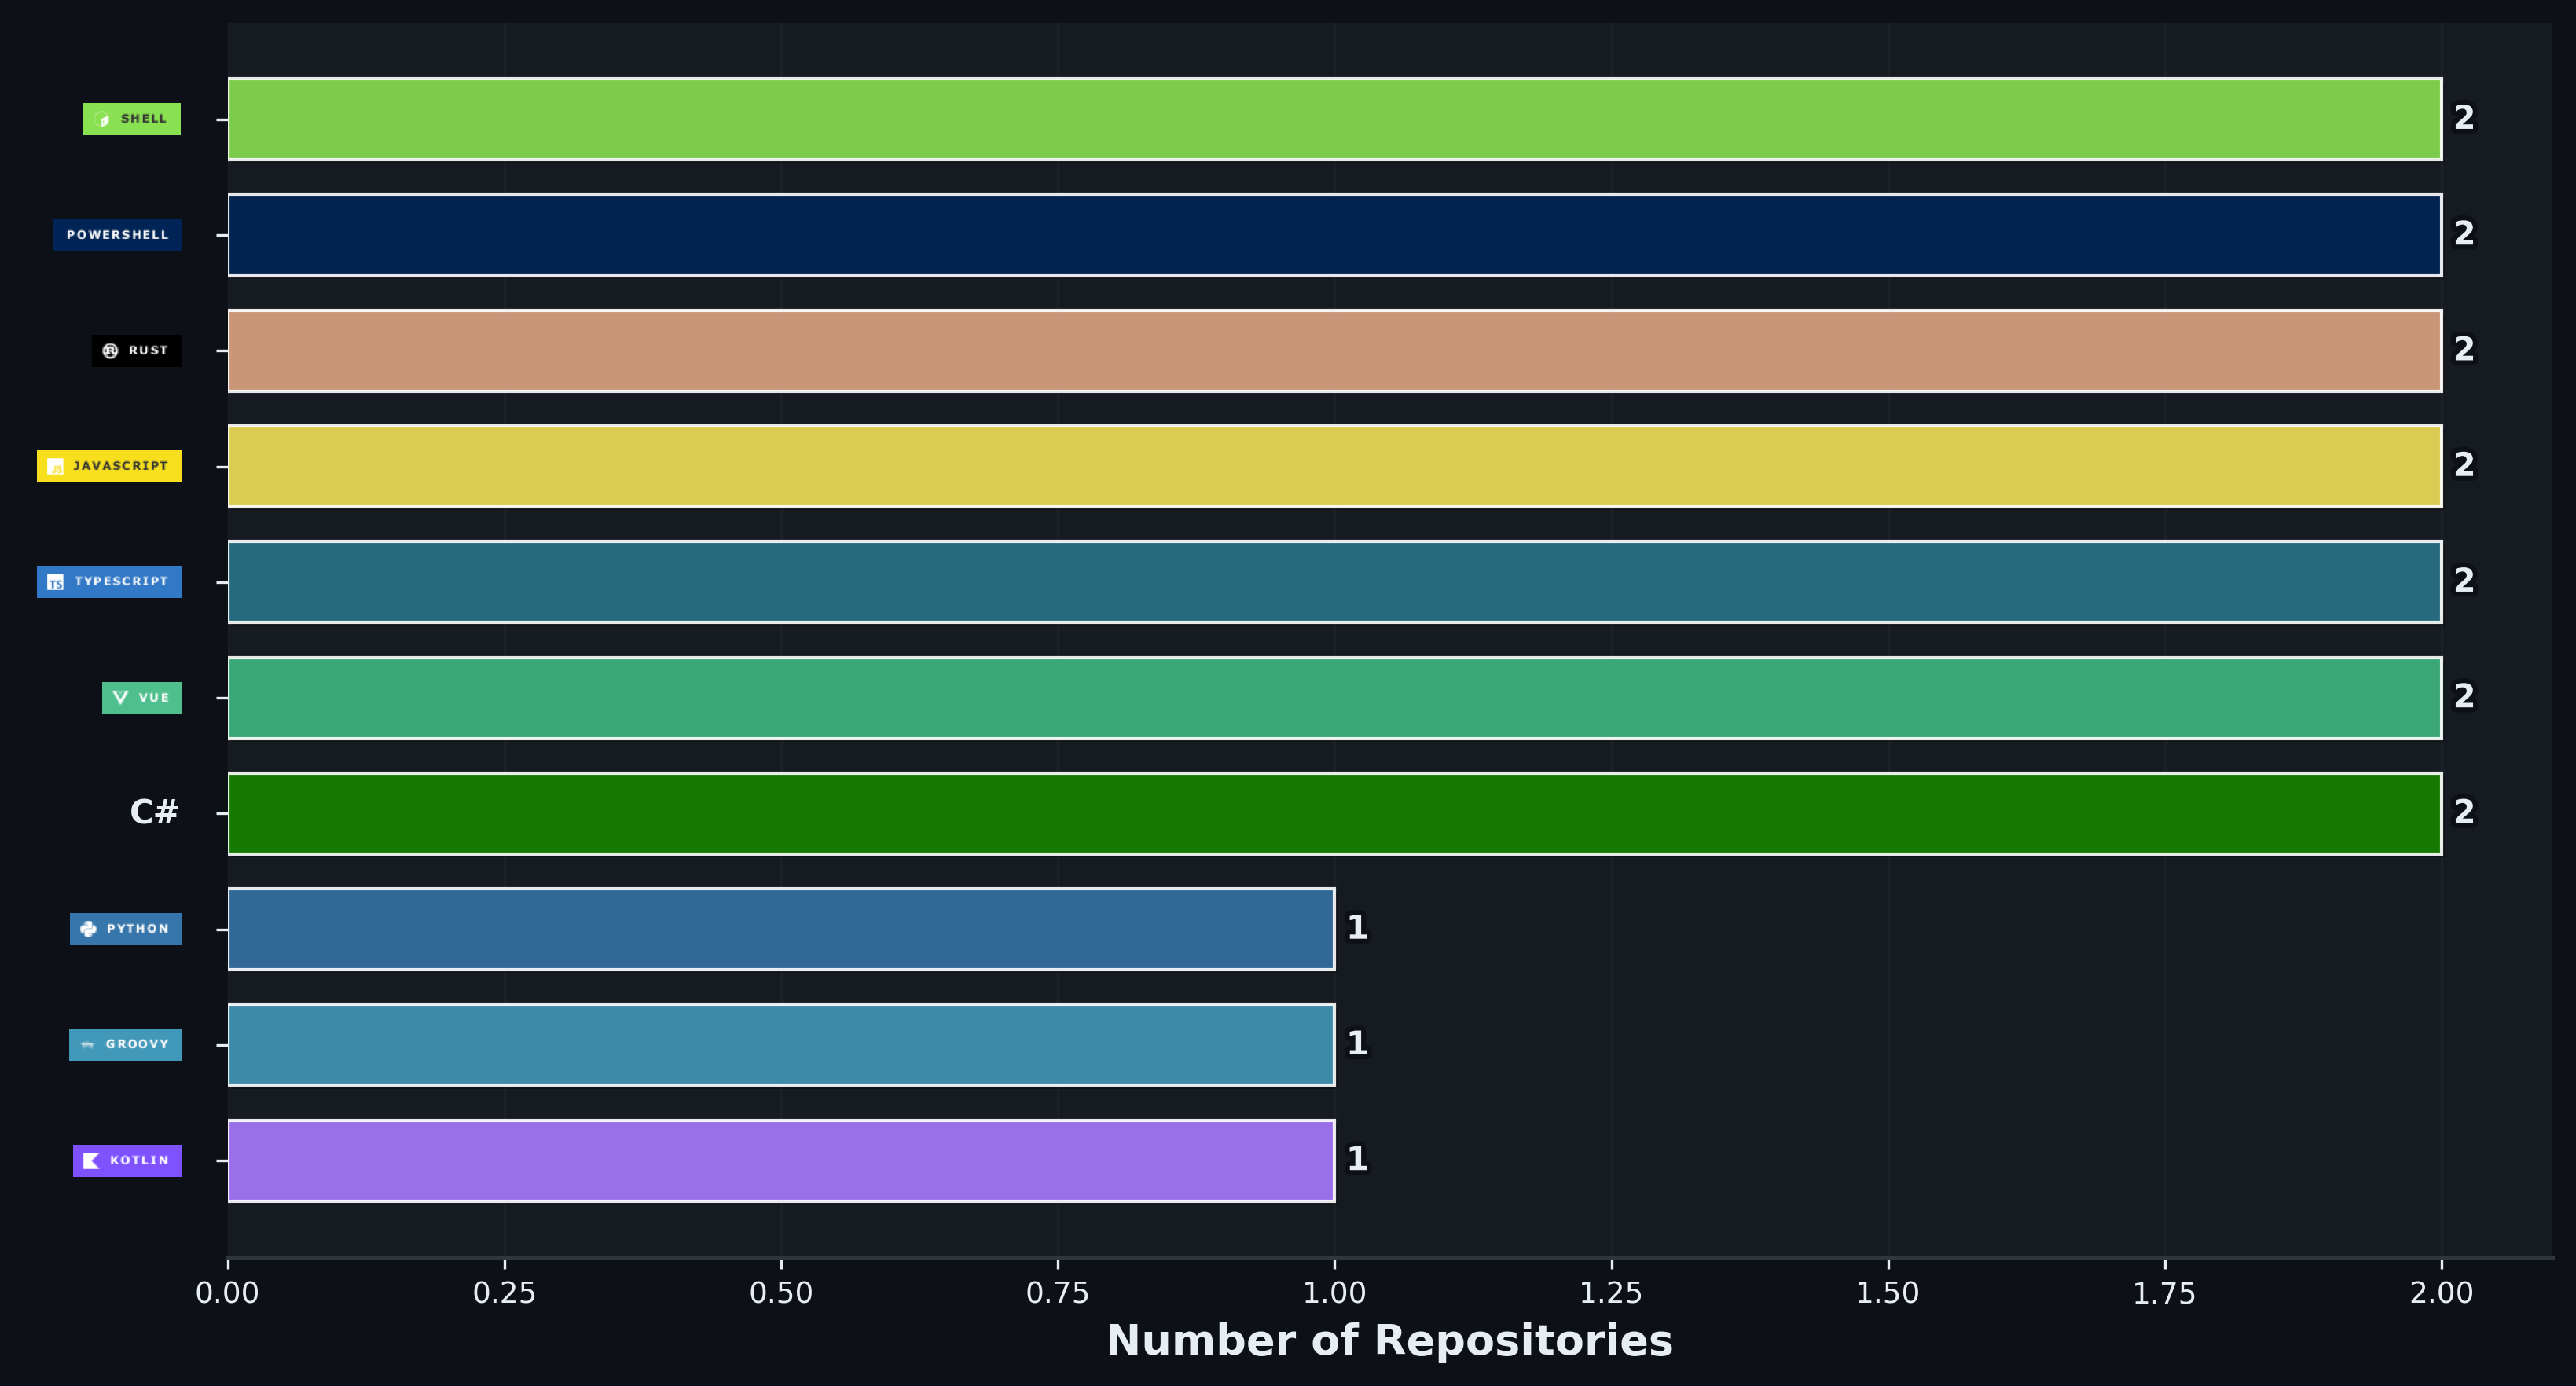 SHELL 2
POWERSHELL 2
RUST 2
JS JAVASCRIPT 2
TS TYPESCRIPT 2
VUE 2
C# 2
PYTHON 1
GROOVY 1
KOTLIN 1
0.00 0.25 0.50 0.75 1.00 1.25 1.50 1.75 2.00
Number of Repositories